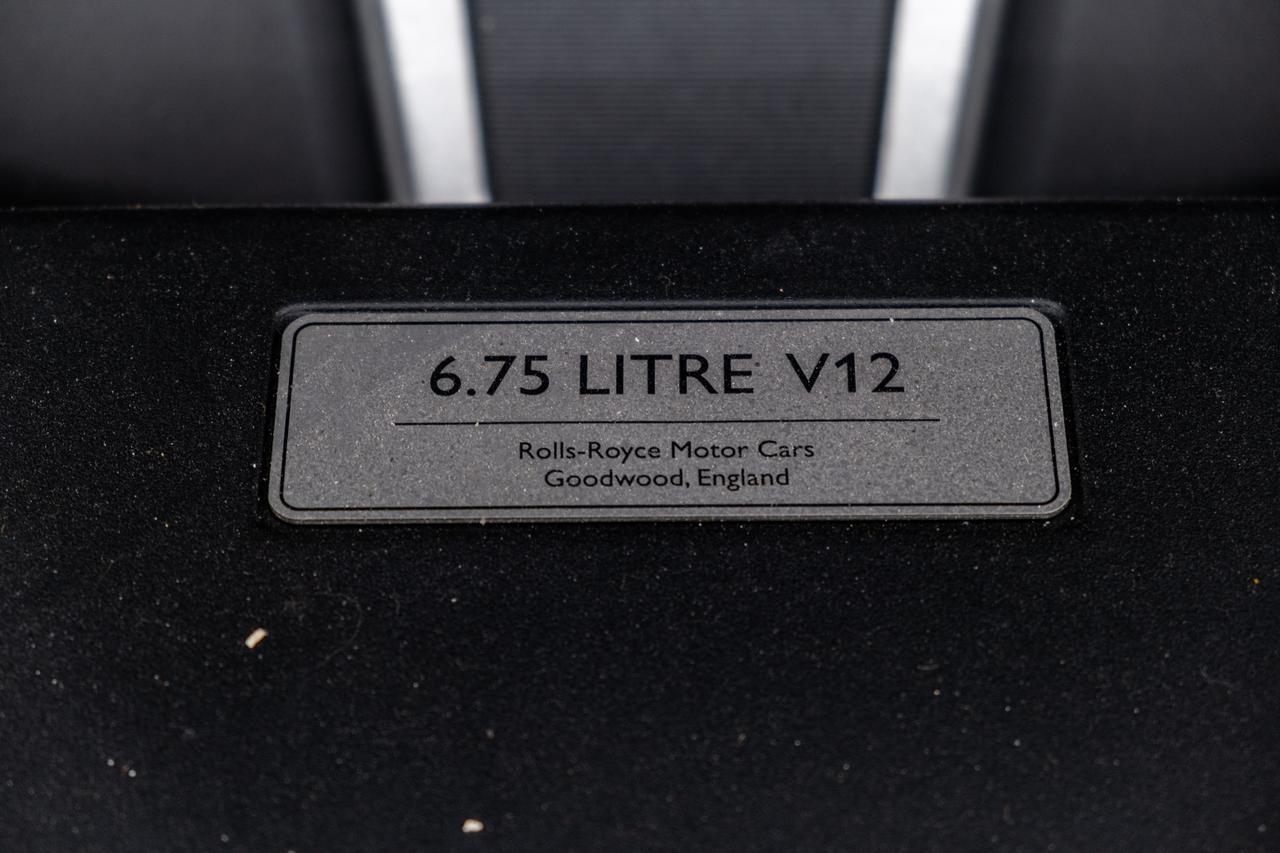 6.75 LITRE V12
Rolls-Royce Motor Cars
Goodwood, England